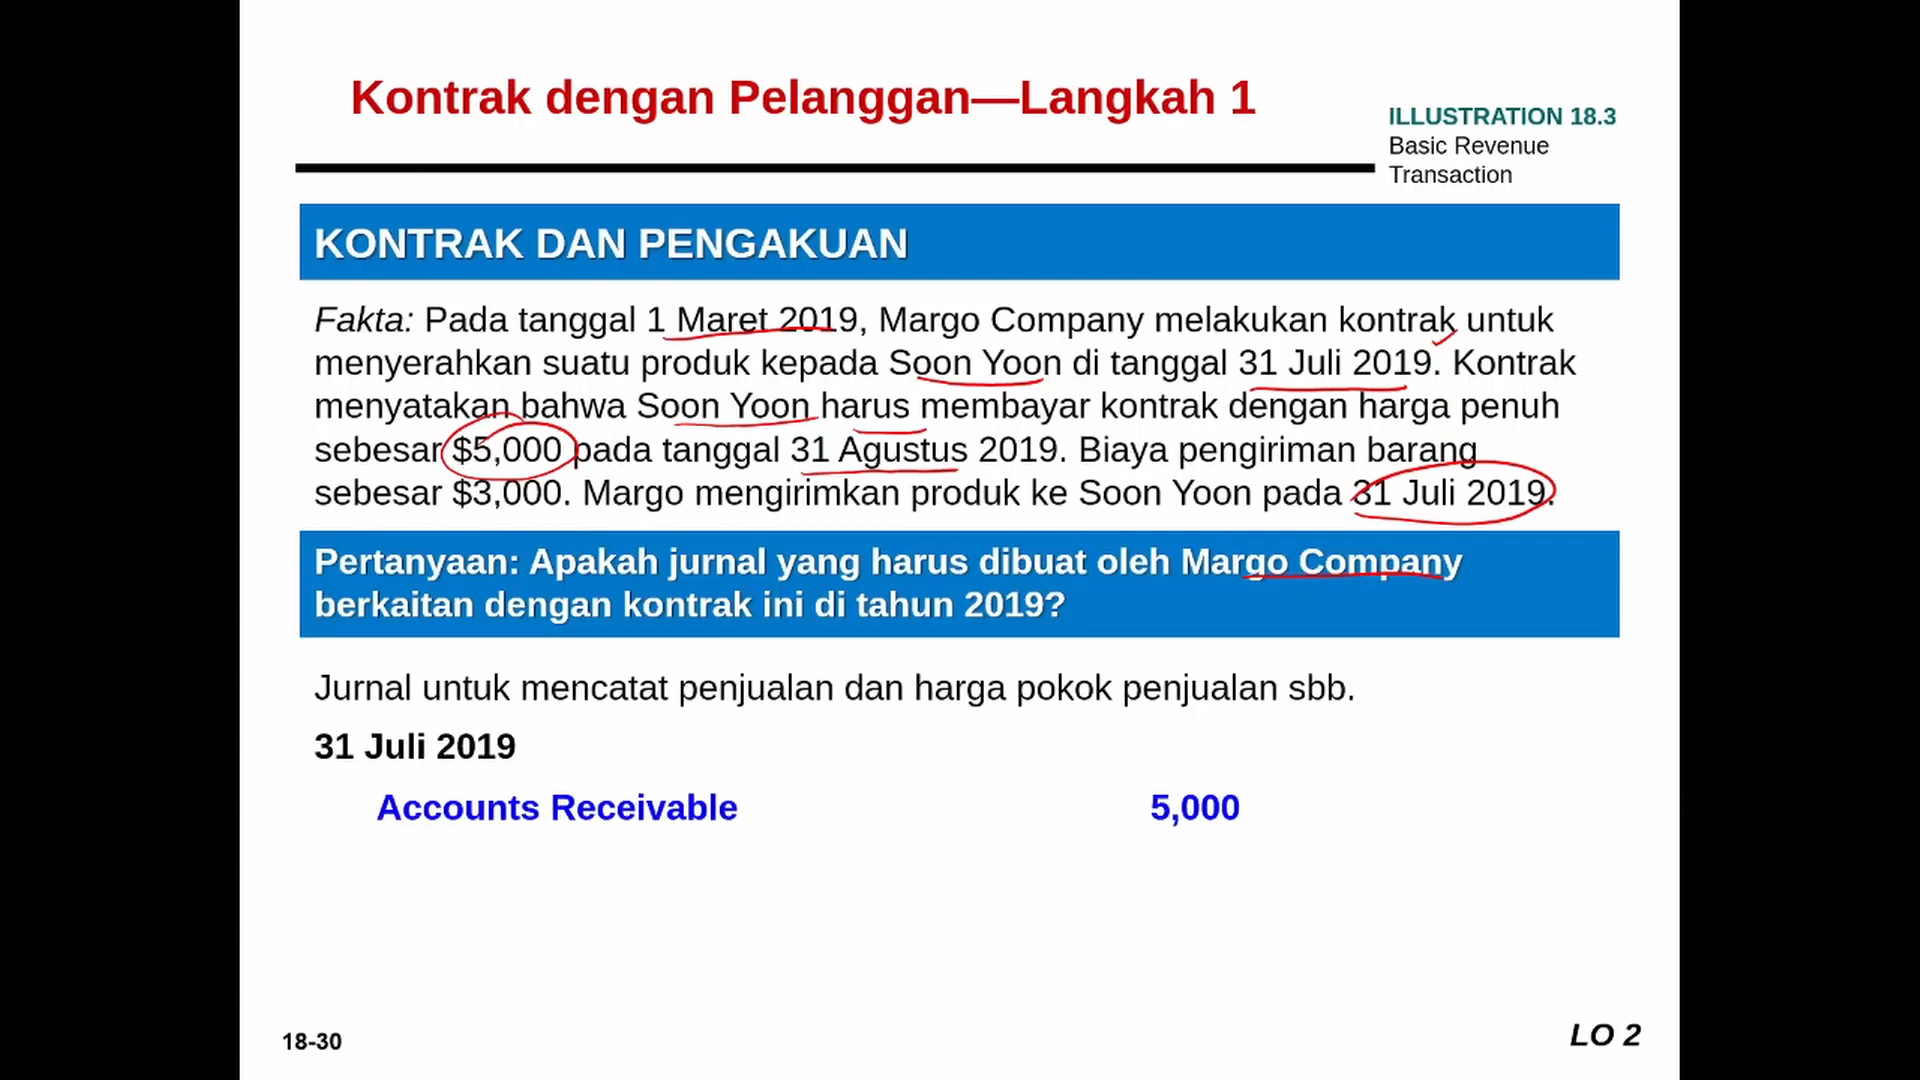 Kontrak dengan Pelanggan—Langkah 1
ILLUSTRATION 18.3
Basic Revenue
Transaction
KONTRAK DAN PENGAKUAN
Fakta: Pada tanggal 1 Maret 2019, Margo Company melakukan kontrak untuk
menyerahkan suatu produk kepada Soon Yoon di tanggal 31 Juli 2019. Kontrak
menyatakan bahwa Soon Yoon harus membayar kontrak dengan harga penuh
sebesar $5,000 pada tanggal 31 Agustus 2019. Biaya pengiriman barang
sebesar $3,000. Margo mengirimkan produk ke Soon Yoon pada 31 Juli 2019.
Pertanyaan: Apakah jurnal yang harus dibuat oleh Margo Company
berkaitan dengan kontrak ini di tahun 2019?
Jurnal untuk mencatat penjualan dan harga pokok penjualan sbb.
31 Juli 2019
Accounts Receivable 5,000
18-30
LO 2